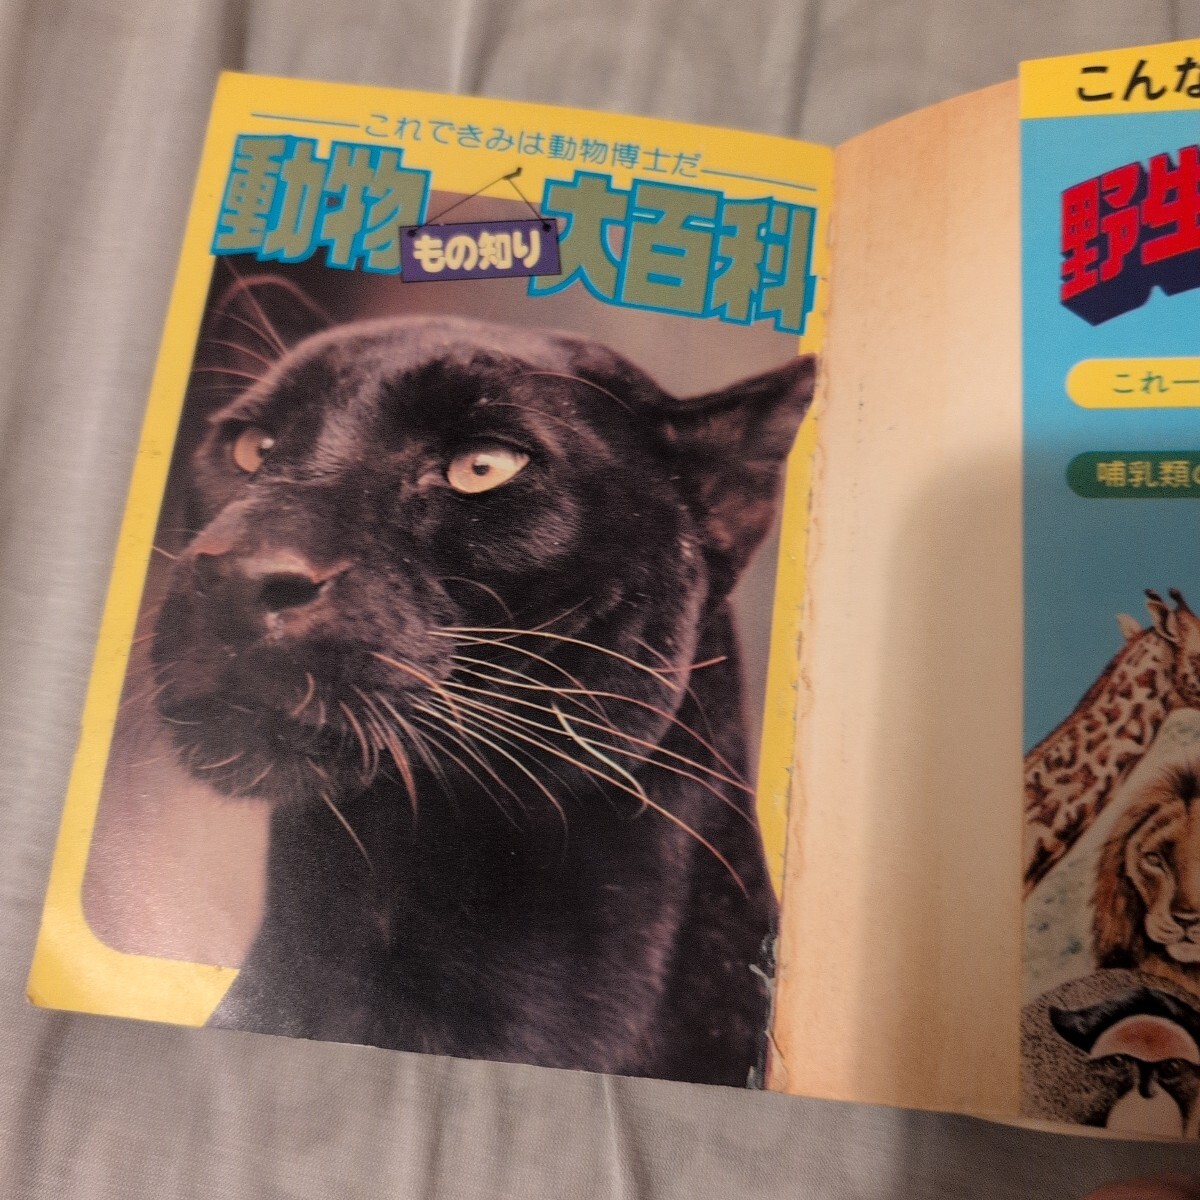 これできみは動物博士だ
動物もの知り大百科
こんな
野生
これ一
哺乳類の